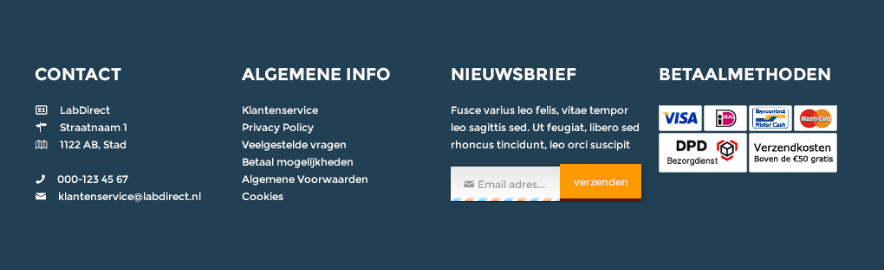 CONTACT
LabDirect
Straatnaam 1
1122 AB, Stad
000-123 45 67
klantenservice@labdirect.nl
ALGEMENE INFO
Klantenservice
Privacy Policy
Veelgestelde vragen
Betaal mogelijkheden
Algemene Voorwaarden
Cookies
NIEUWSBRIEF
Fusce varius leo felis, vitae tempor
leo sagittis sed. Ut feugiat, libero sed
rhoncus tincidunt, leo orci suscipit
Email adres...
verzenden
BETAALMETHODEN
VISA
iDEAL
Bancontact
Mister Cash
MasterCard
DPD
Bezorgdienst
Verzendkosten
Boven de €50 gratis